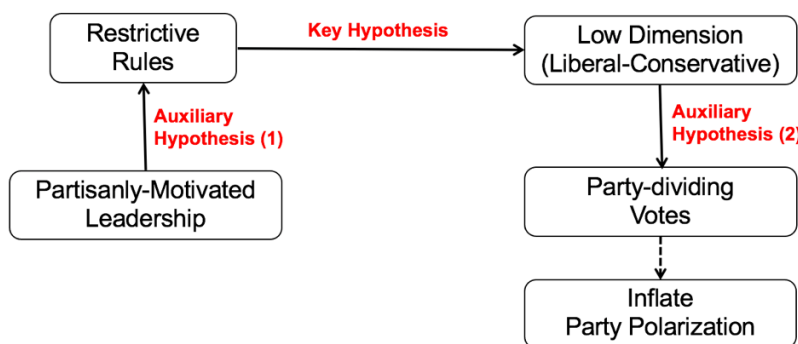 Restrictive
Rules
Key Hypothesis
Low Dimension
(Liberal-Conservative)
Auxiliary
Hypothesis (1)
Auxiliary
Hypothesis (2)
Partisanly-Motivated
Leadership
Party-dividing
Votes
Inflate
Party Polarization